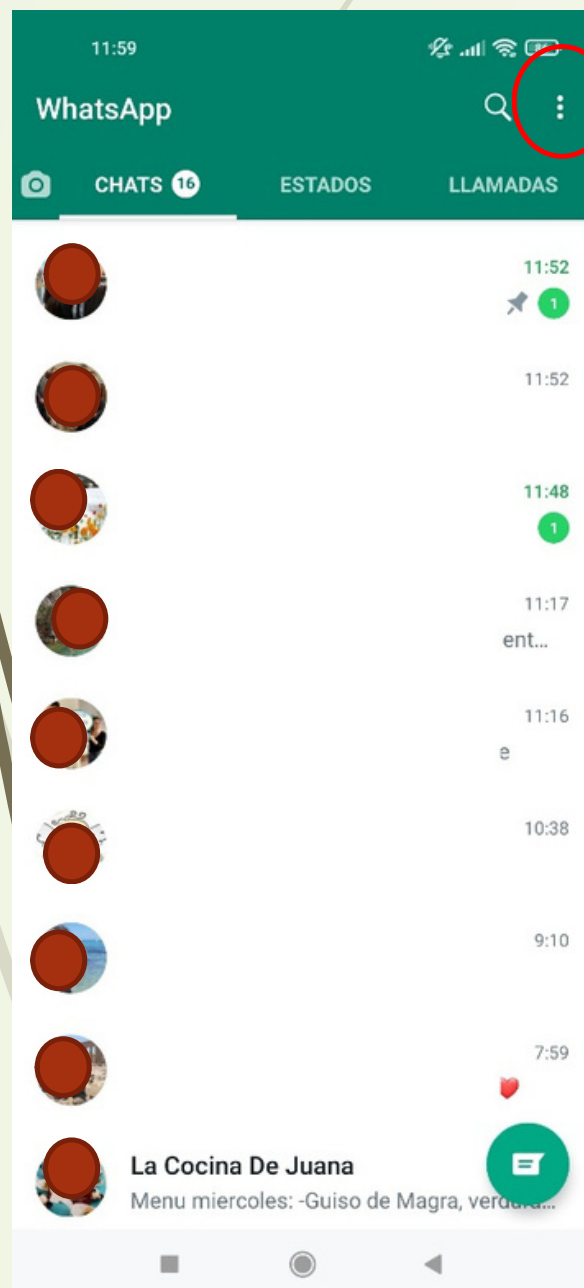 11:59
WhatsApp
CHATS 16 ESTADOS LLAMADAS
11:52
1
11:52
11:48
1
11:17
ent...
11:16
e
10:38
9:10
7:59
La Cocina De Juana
Menu miercoles: -Guiso de Magra, verdura...